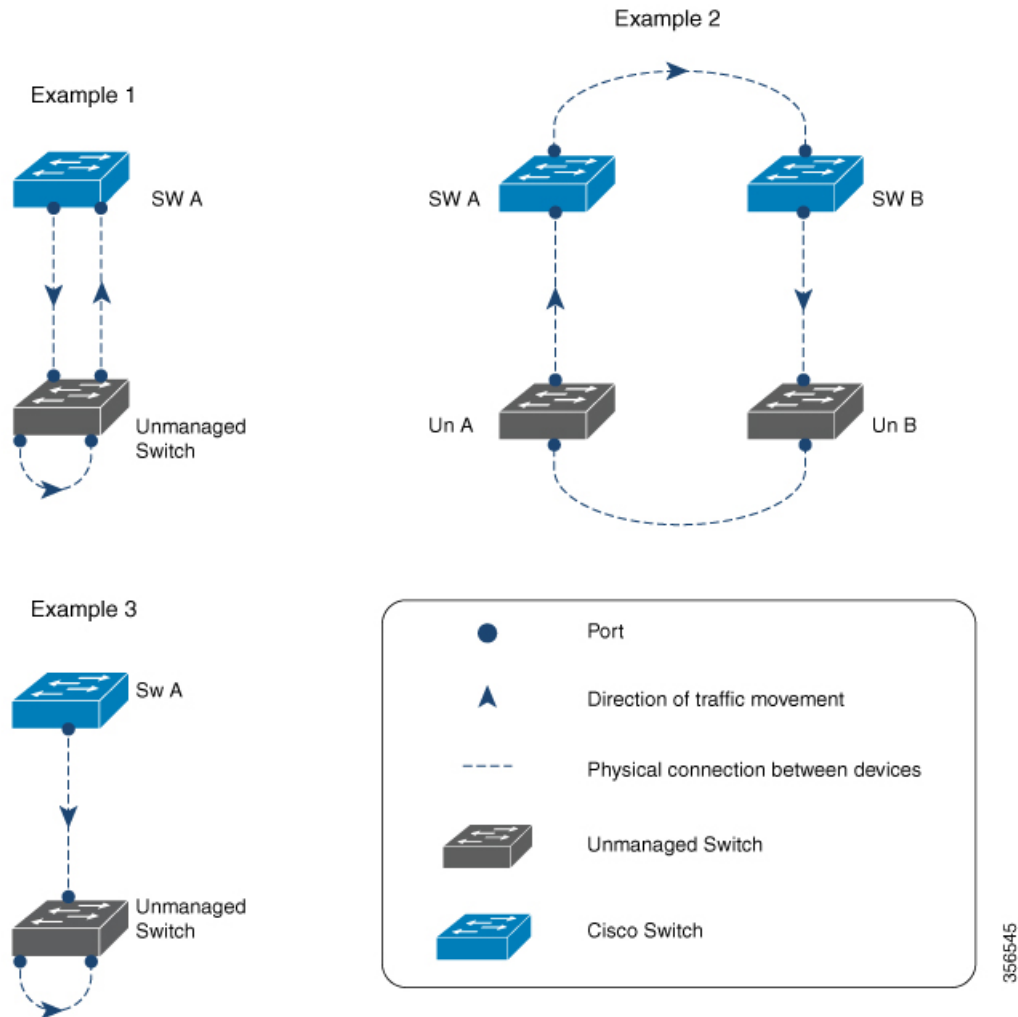 Example 1
SW A
Unmanaged
Switch
Example 2
SW A
SW B
Un A
Un B
Example 3
Sw A
Unmanaged
Switch
Port
Direction of traffic movement
Physical connection between devices
Unmanaged Switch
Cisco Switch
356545